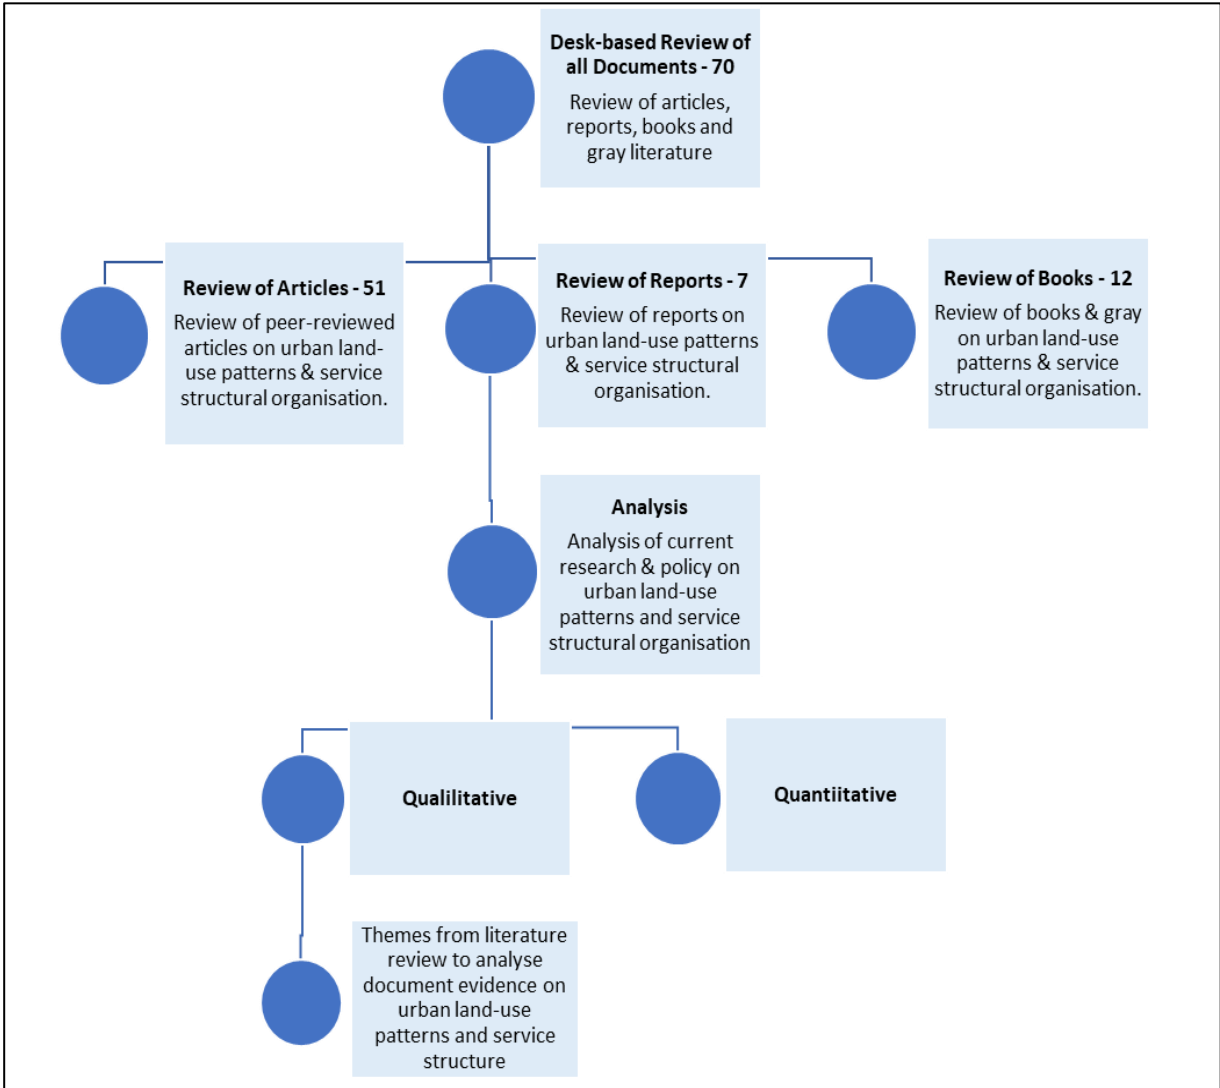 Desk-based Review of
all Documents - 70
Review of articles,
reports, books and
gray literature
Review of Articles - 51
Review of peer-reviewed
articles on urban land-
use patterns & service
structural organisation.
Review of Reports - 7
Review of reports on
urban land-use patterns
& service structural
organisation.
Review of Books - 12
Review of books & gray
on urban land-use
patterns & service
structural organisation.
Analysis
Analysis of current
research & policy on
urban land-use
patterns and service
structural organisation
Qualilitative
Quantiitative
Themes from literature
review to analyse
document evidence on
urban land-use
patterns and service
structure